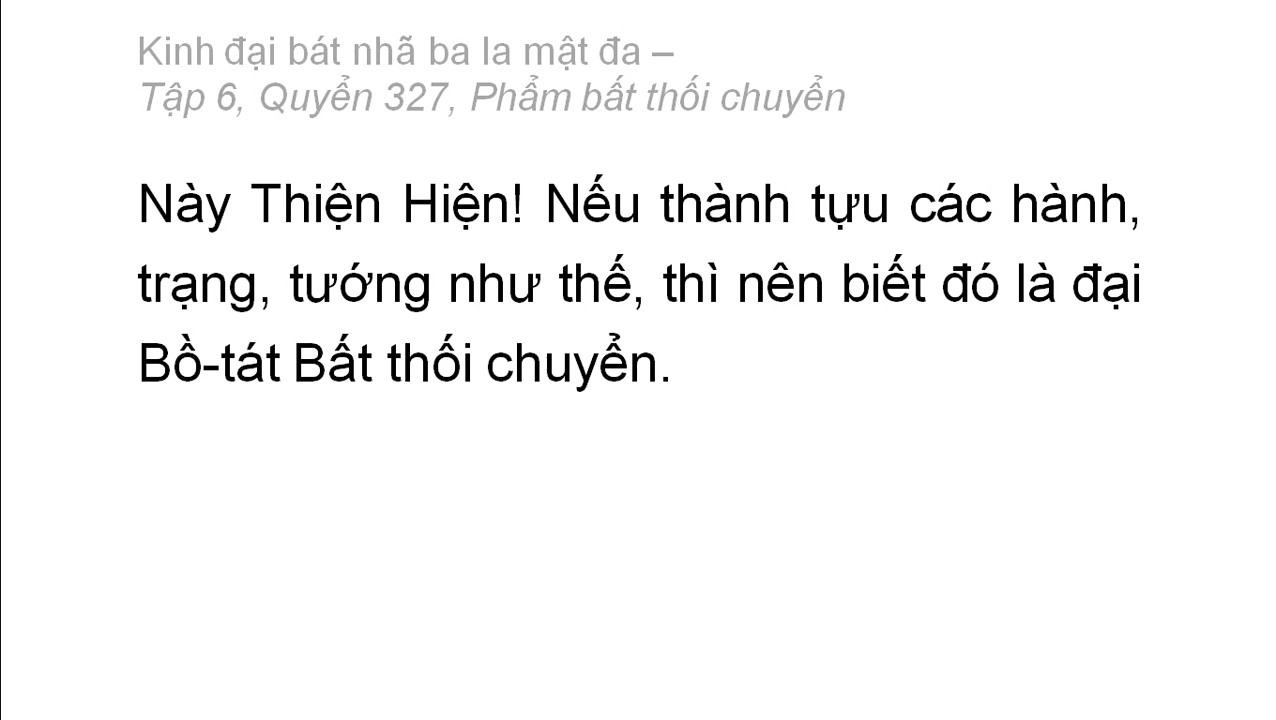 Kinh đại bát nhã ba la mật đa –
Tập 6, Quyển 327, Phẩm bất thối chuyển
Này Thiện Hiện! Nếu thành tựu các hành,
trạng, tướng như thế, thì nên biết đó là đại
Bồ-tát Bất thối chuyển.